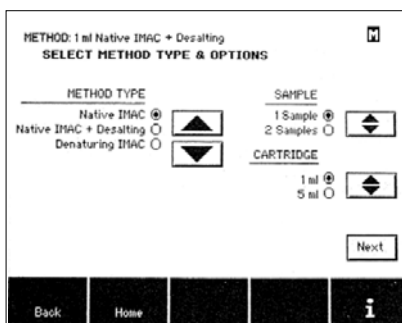 METHOD: 1 ml Native IMAC + Desalting
M
SELECT METHOD TYPE & OPTIONS
METHOD TYPE
Native IMAC
Native IMAC + Desalting
Denaturing IMAC
SAMPLE
1 Sample
2 Samples
CARTRIDGE
1 ml
5 ml
Next
Back
Home
i